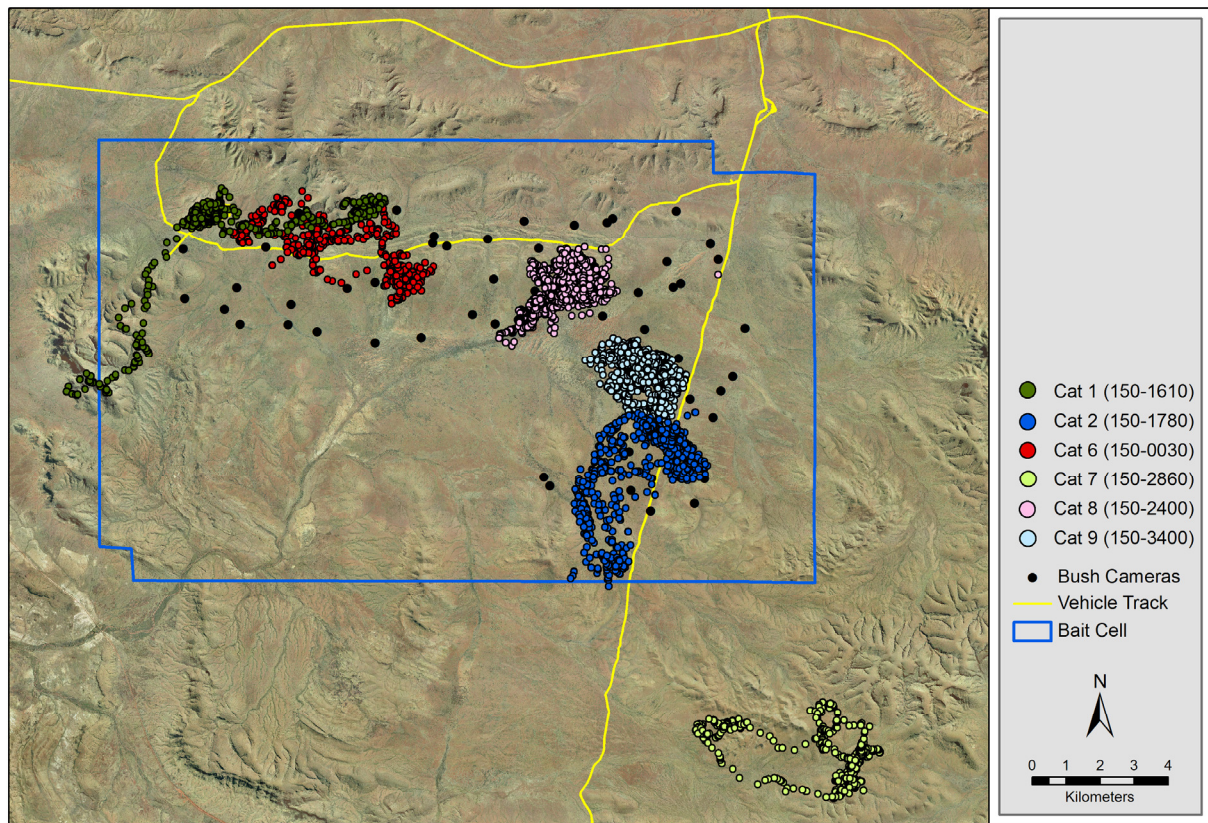 Cat 1 (150-1610)
Cat 2 (150-1780)
Cat 6 (150-0030)
Cat 7 (150-2860)
Cat 8 (150-2400)
Cat 9 (150-3400)
Bush Cameras
Vehicle Track
Bait Cell
N
0 1 2 3 4
Kilometers